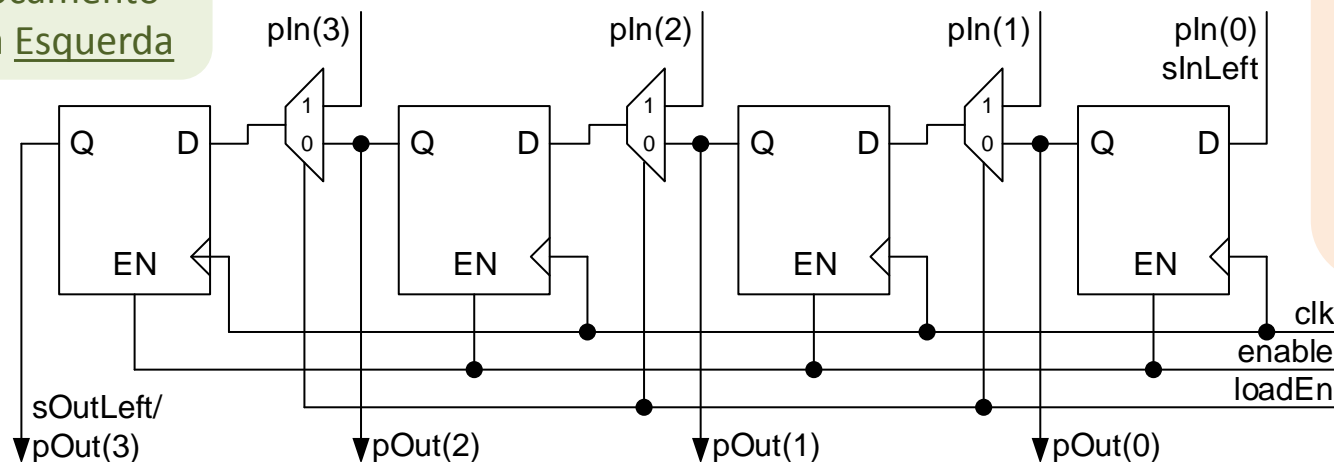 Esquerda
pIn(3)
pIn(2)
pIn(1)
pIn(0)
sInLeft
1
0
1
0
1
0
Q D
Q D
Q D
Q D
EN
EN
EN
EN
clk
enable
loadEn
sOutLeft/
pOut(3)
pOut(2)
pOut(1)
pOut(0)